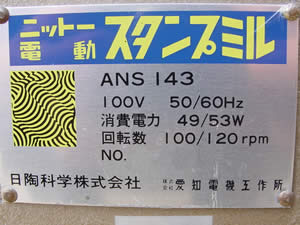 ニットー
電動 スタンプミル
ANS 143
100V 50/60Hz
消費電力 49/53W
回転数 100/120rpm
NO.
日陶科学株式会社 株式会社 愛知電機工作所